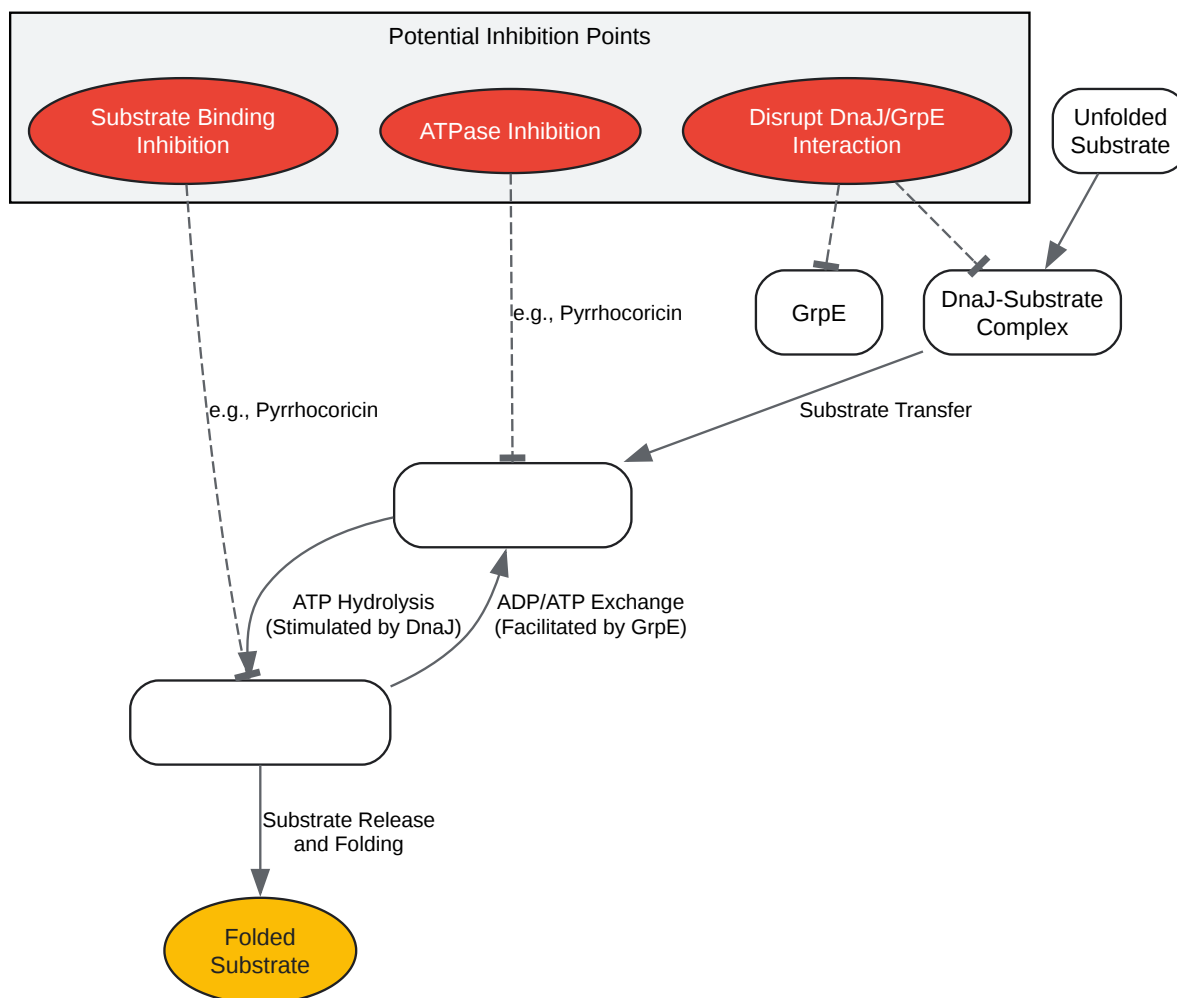 Potential Inhibition Points
Substrate Binding
Inhibition
ATPase Inhibition
Disrupt DnaJ/GrpE
Interaction
Unfolded
Substrate
GrpE
DnaJ-Substrate
Complex
e.g., Pyrrhocoricin
e.g., Pyrrhocoricin
Substrate Transfer
ATP Hydrolysis
(Stimulated by DnaJ)
ADP/ATP Exchange
(Facilitated by GrpE)
Substrate Release
and Folding
Folded
Substrate